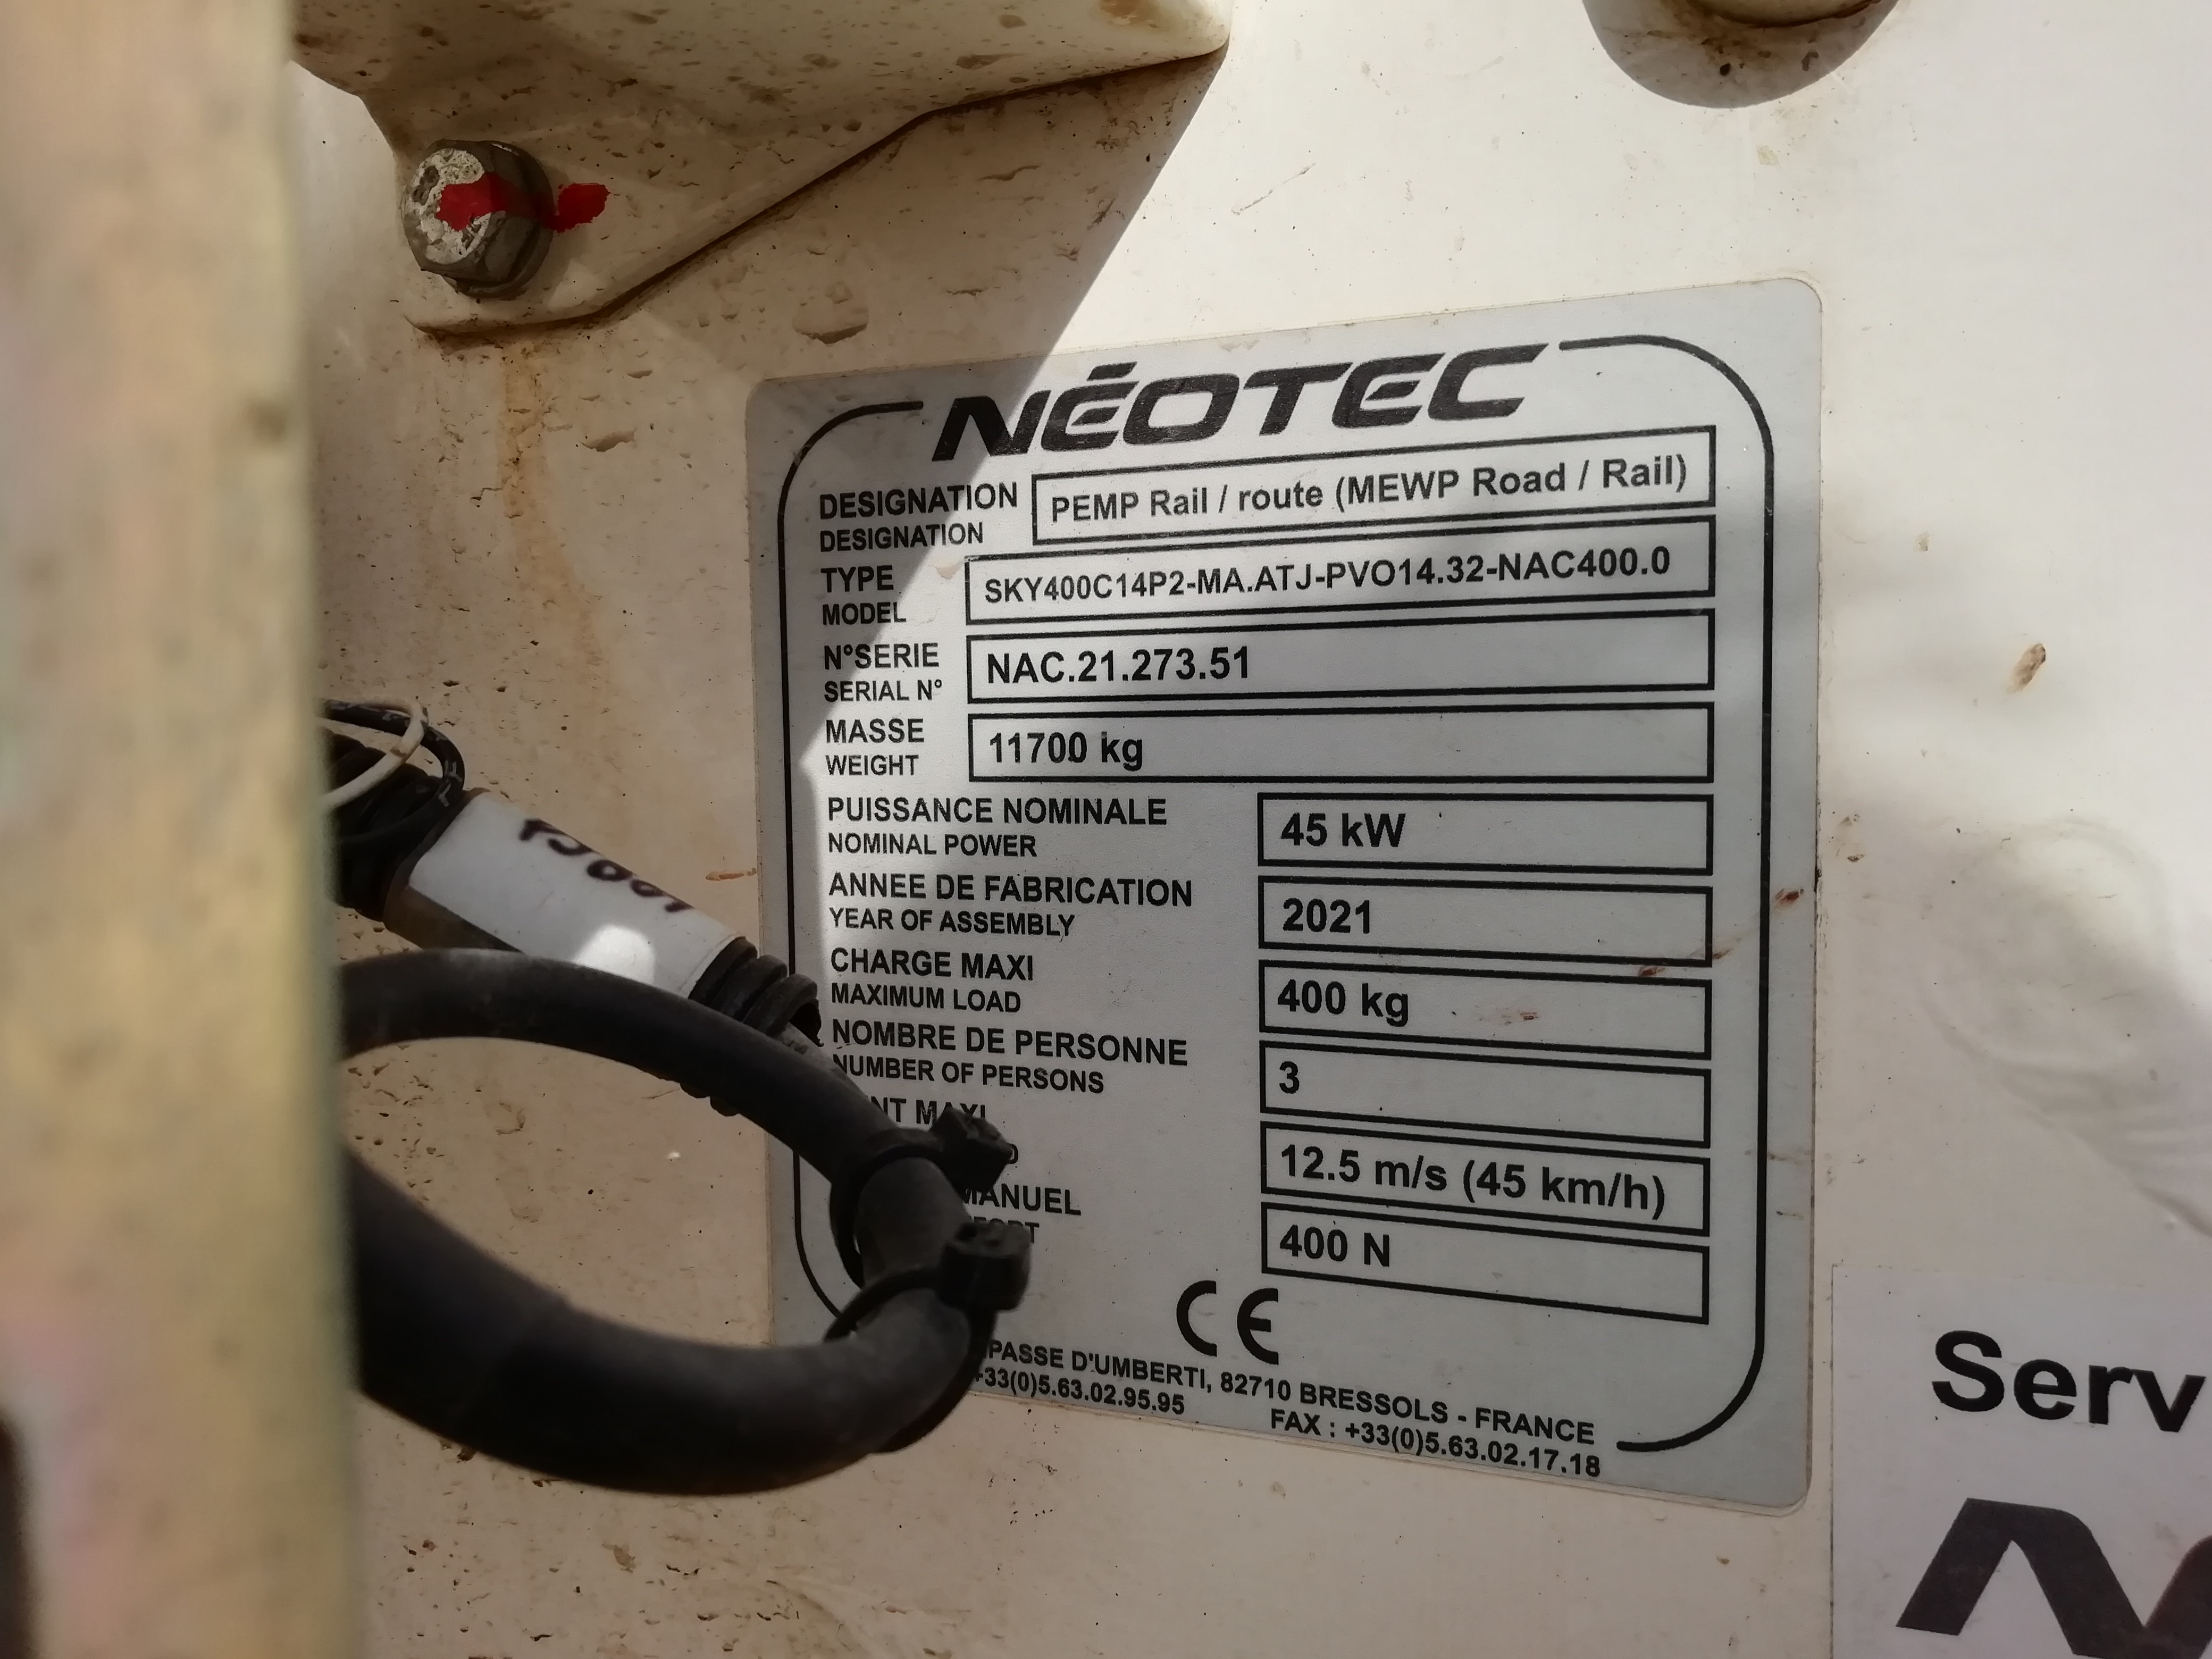 NÉOTEC
DESIGNATION
DESIGNATION
PEMP Rail / route (MEWP Road / Rail)
TYPE
MODEL
SKY400C14P2-MA.ATJ-PVO14.32-NAC400.0
N°SERIE
SERIAL N°
NAC.21.273.51
MASSE
WEIGHT
11700 kg
PUISSANCE NOMINALE
NOMINAL POWER
45 kW
ANNEE DE FABRICATION
YEAR OF ASSEMBLY
2021
CHARGE MAXI
MAXIMUM LOAD
400 kg
NOMBRE DE PERSONNE
NUMBER OF PERSONS
3
MAXI
12.5 m/s (45 km/h)
MANUEL
400 N
CE
D'UMBERTI, 82710 BRESSOLS - FRANCE
+33(0)5.63.02.95.95 FAX : +33(0)5.63.02.17.18
Serv